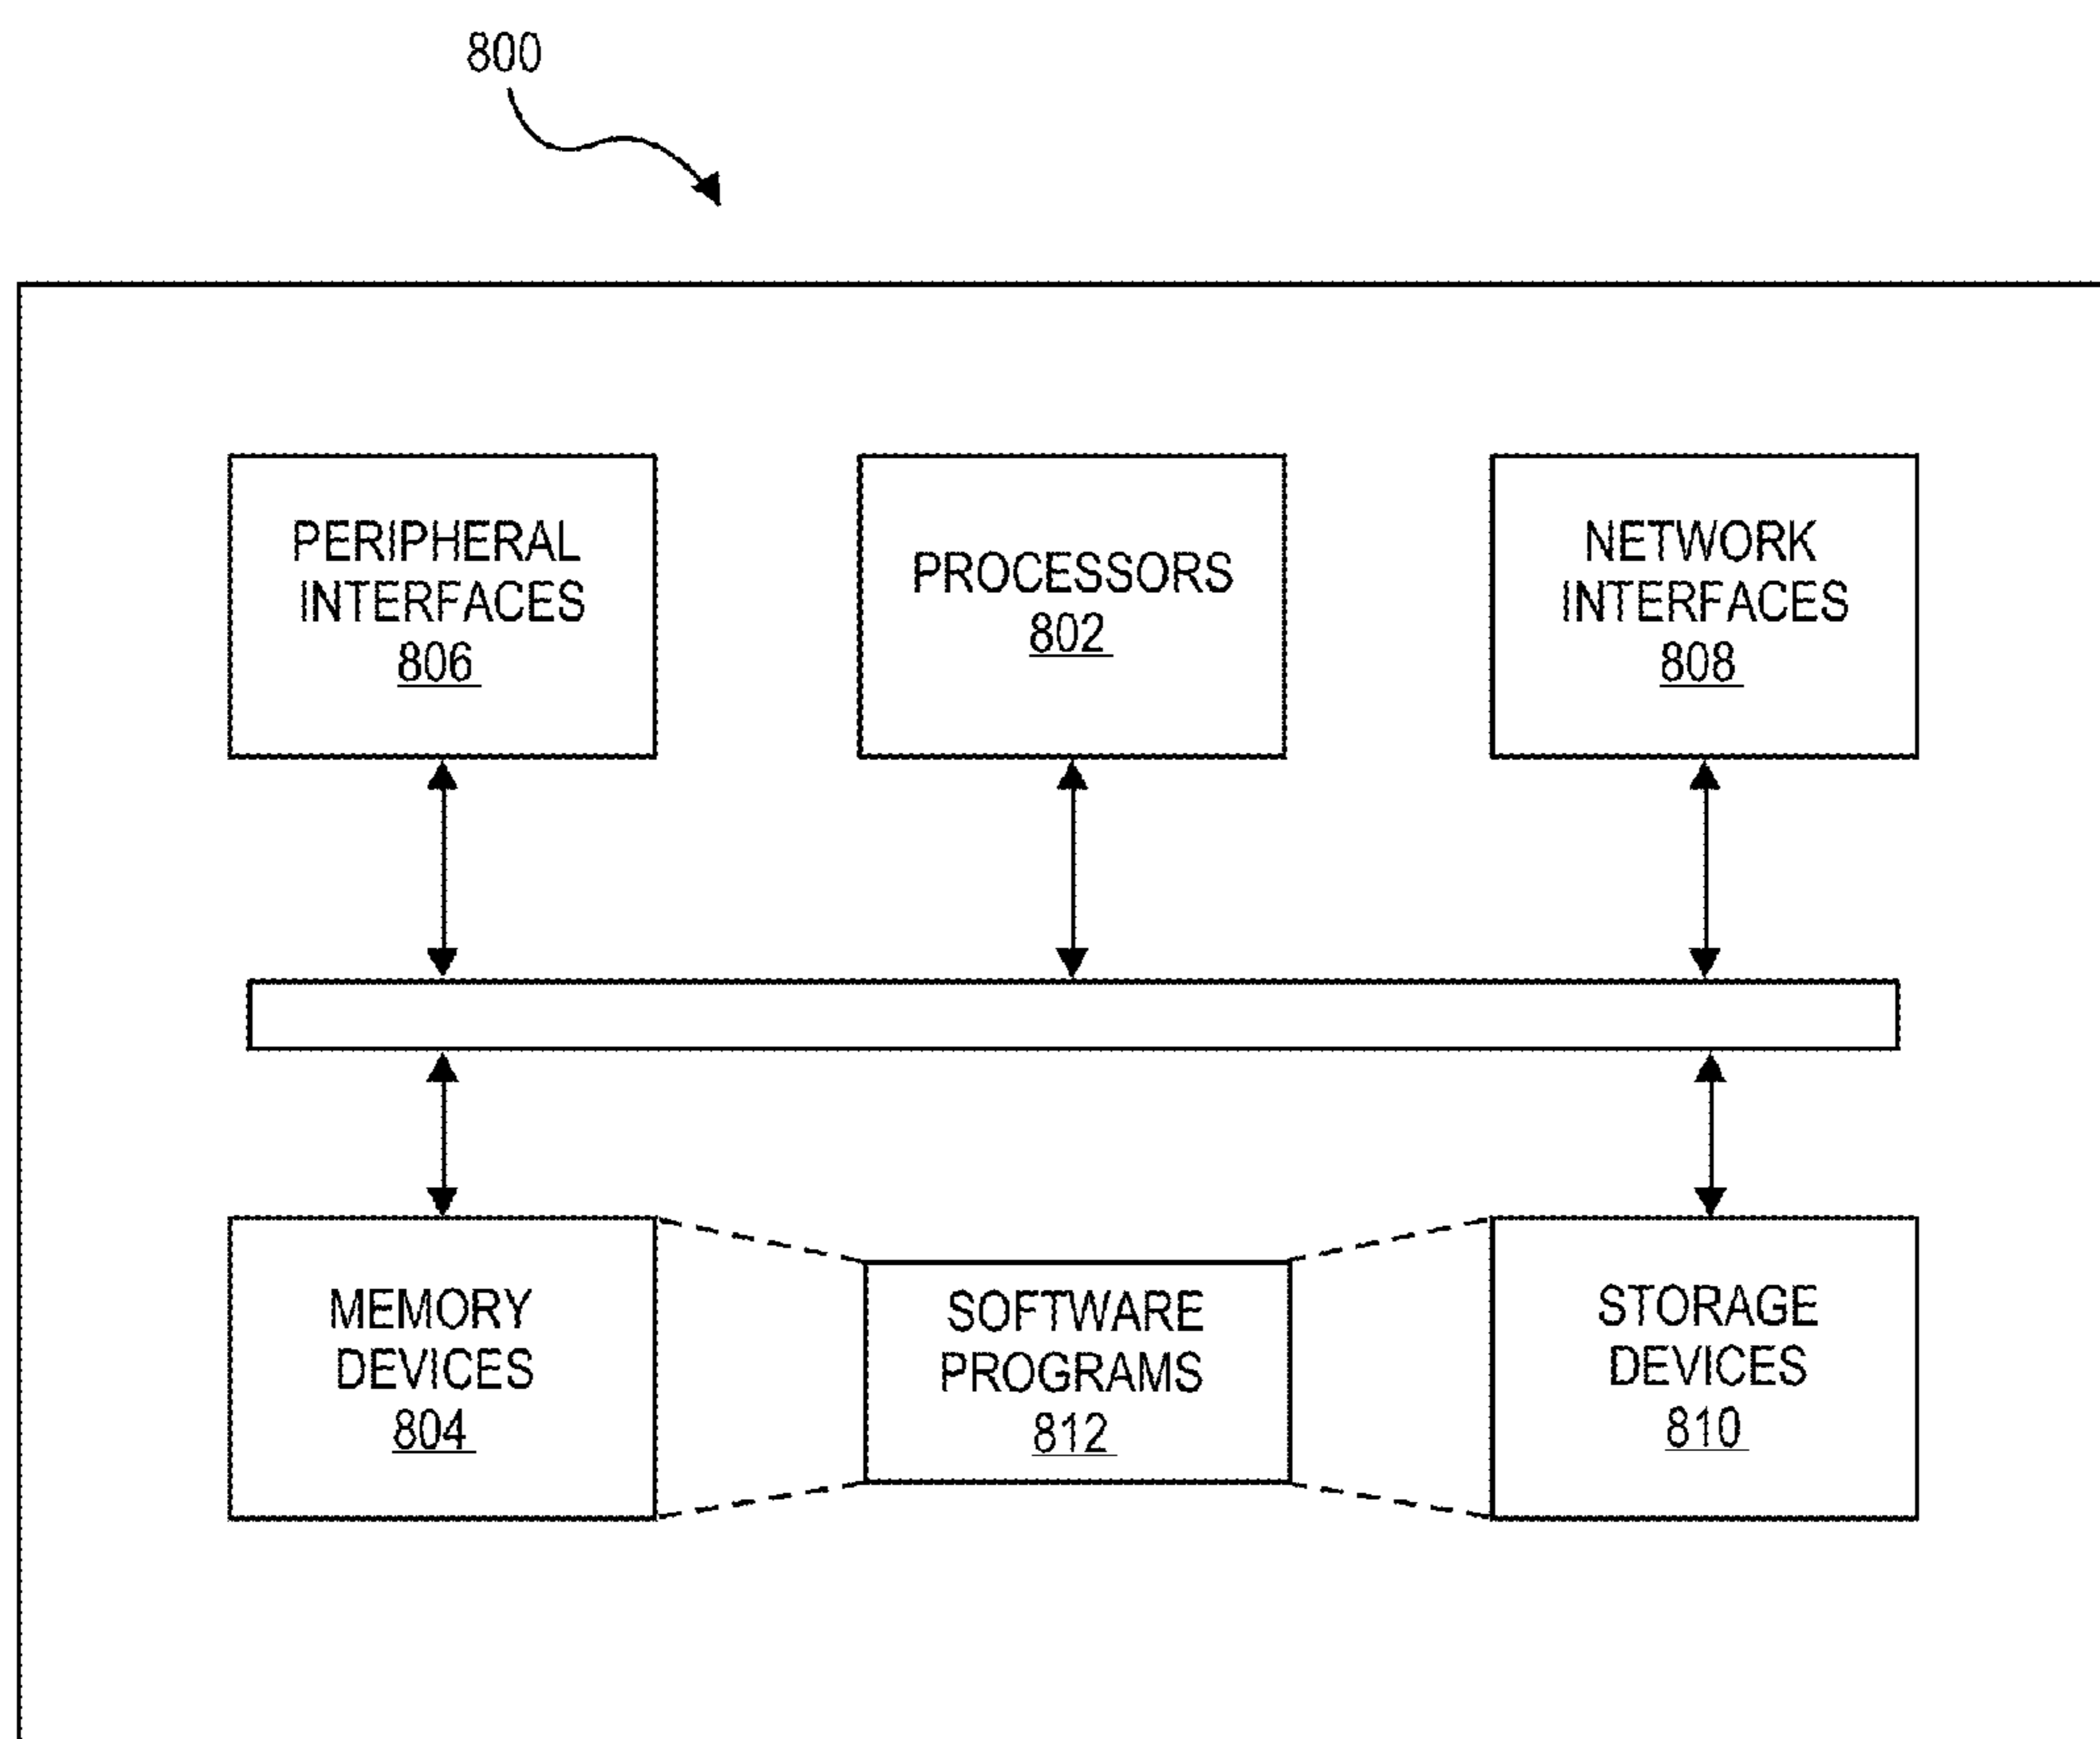 800
PERIPHERAL
INTERFACES
806
PROCESSORS
802
NETWORK
INTERFACES
808
MEMORY
DEVICES
804
SOFTWARE
PROGRAMS
812
STORAGE
DEVICES
810